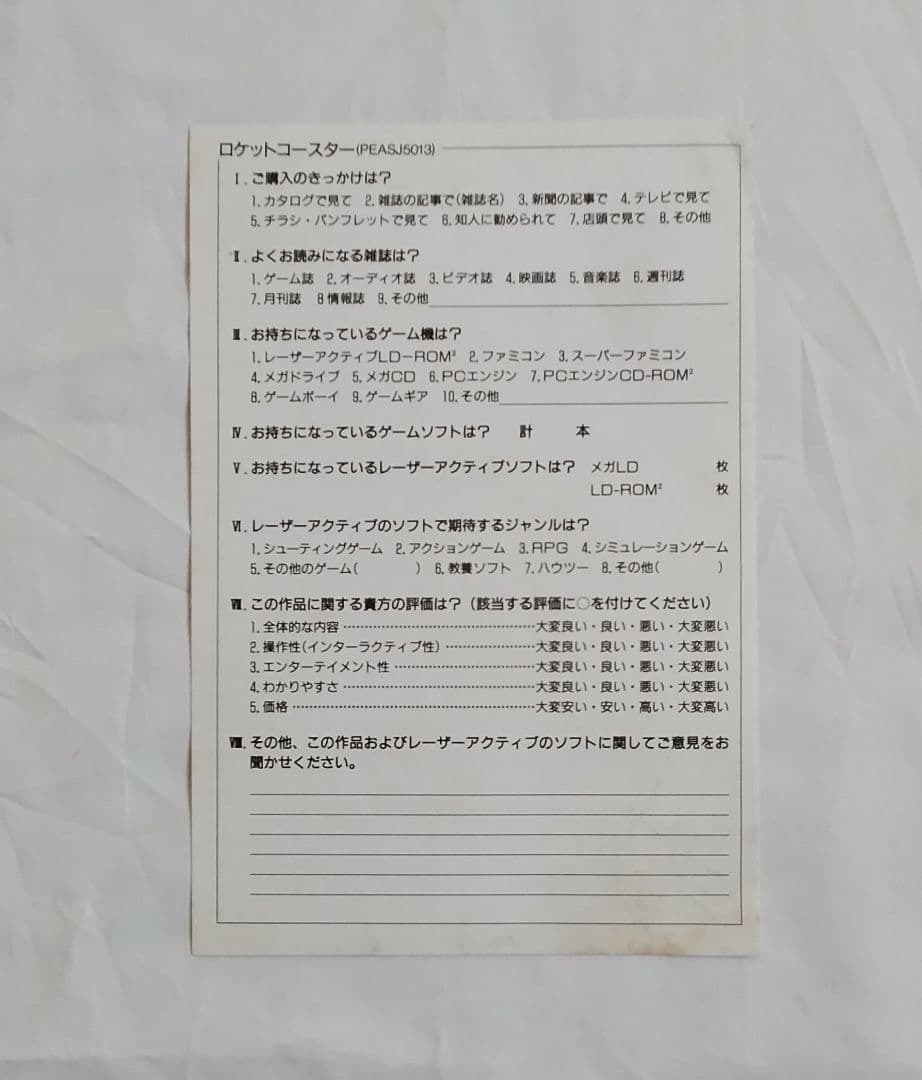 ロケットコースター(PEASJ5013)
Ⅰ.ご購入のきっかけは？
1.カタログで見て 2.雑誌の記事で(雑誌名) 3.新聞の記事で 4.テレビで見て
5.チラシ・パンフレットで見て 6.知人に勧められて 7.店頭で見て 8.その他
Ⅱ.よくお読みになる雑誌は？
1.ゲーム誌 2.オーディオ誌 3.ビデオ誌 4.映画誌 5.音楽誌 6.週刊誌
7.月刊誌 8情報誌 9.その他
Ⅲ.お持ちになっているゲーム機は？
1.レーザーアクティブLD-ROM² 2.ファミコン 3.スーパーファミコン
4.メガドライブ 5.メガCD 6.PCエンジン 7.PCエンジンCD-ROM²
8.ゲームボーイ 9.ゲームギア 10.その他
Ⅳ.お持ちになっているゲームソフトは？ 計 本
Ⅴ.お持ちになっているレーザーアクティブソフトは？ メガLD 枚
LD-ROM² 枚
Ⅵ.レーザーアクティブのソフトで期待するジャンルは？
1.シューティングゲーム 2.アクションゲーム 3.RPG 4.シミュレーションゲーム
5.その他のゲーム( ) 6.教養ソフト 7.ハウツー 8.その他( )
Ⅶ.この作品に関する貴方の評価は？(該当する評価に○を付けてください)
1.全体的な内容………………………大変良い・良い・悪い・大変悪い
2.操作性(インターラクティブ性)…………大変良い・良い・悪い・大変悪い
3.エンターテイメント性…………………大変良い・良い・悪い・大変悪い
4.わかりやすさ………………………大変良い・良い・悪い・大変悪い
5.価格………………………………大変安い・安い・高い・大変高い
Ⅷ.その他、この作品およびレーザーアクティブのソフトに関してご意見をお
聞かせください。